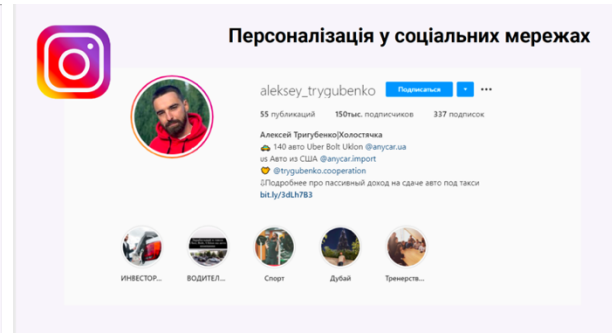 Персоналізація у соціальних мережах
aleksey_trygubenko Подписаться
55 публикаций 150тыс. подписчиков 337 подписок
Алексей Тригубенко|Холостячка
🚕 140 авто Uber Bolt Uklon @anycar.ua
us Авто из США @anycar.import
@trygubenko.cooperation
Подробнее про пассивный доход на сдаче авто под такси
bit.ly/3dLh7B3
ИНВЕСТОР... ВОДИТЕЛ... Спорт Дубай Тренерств...